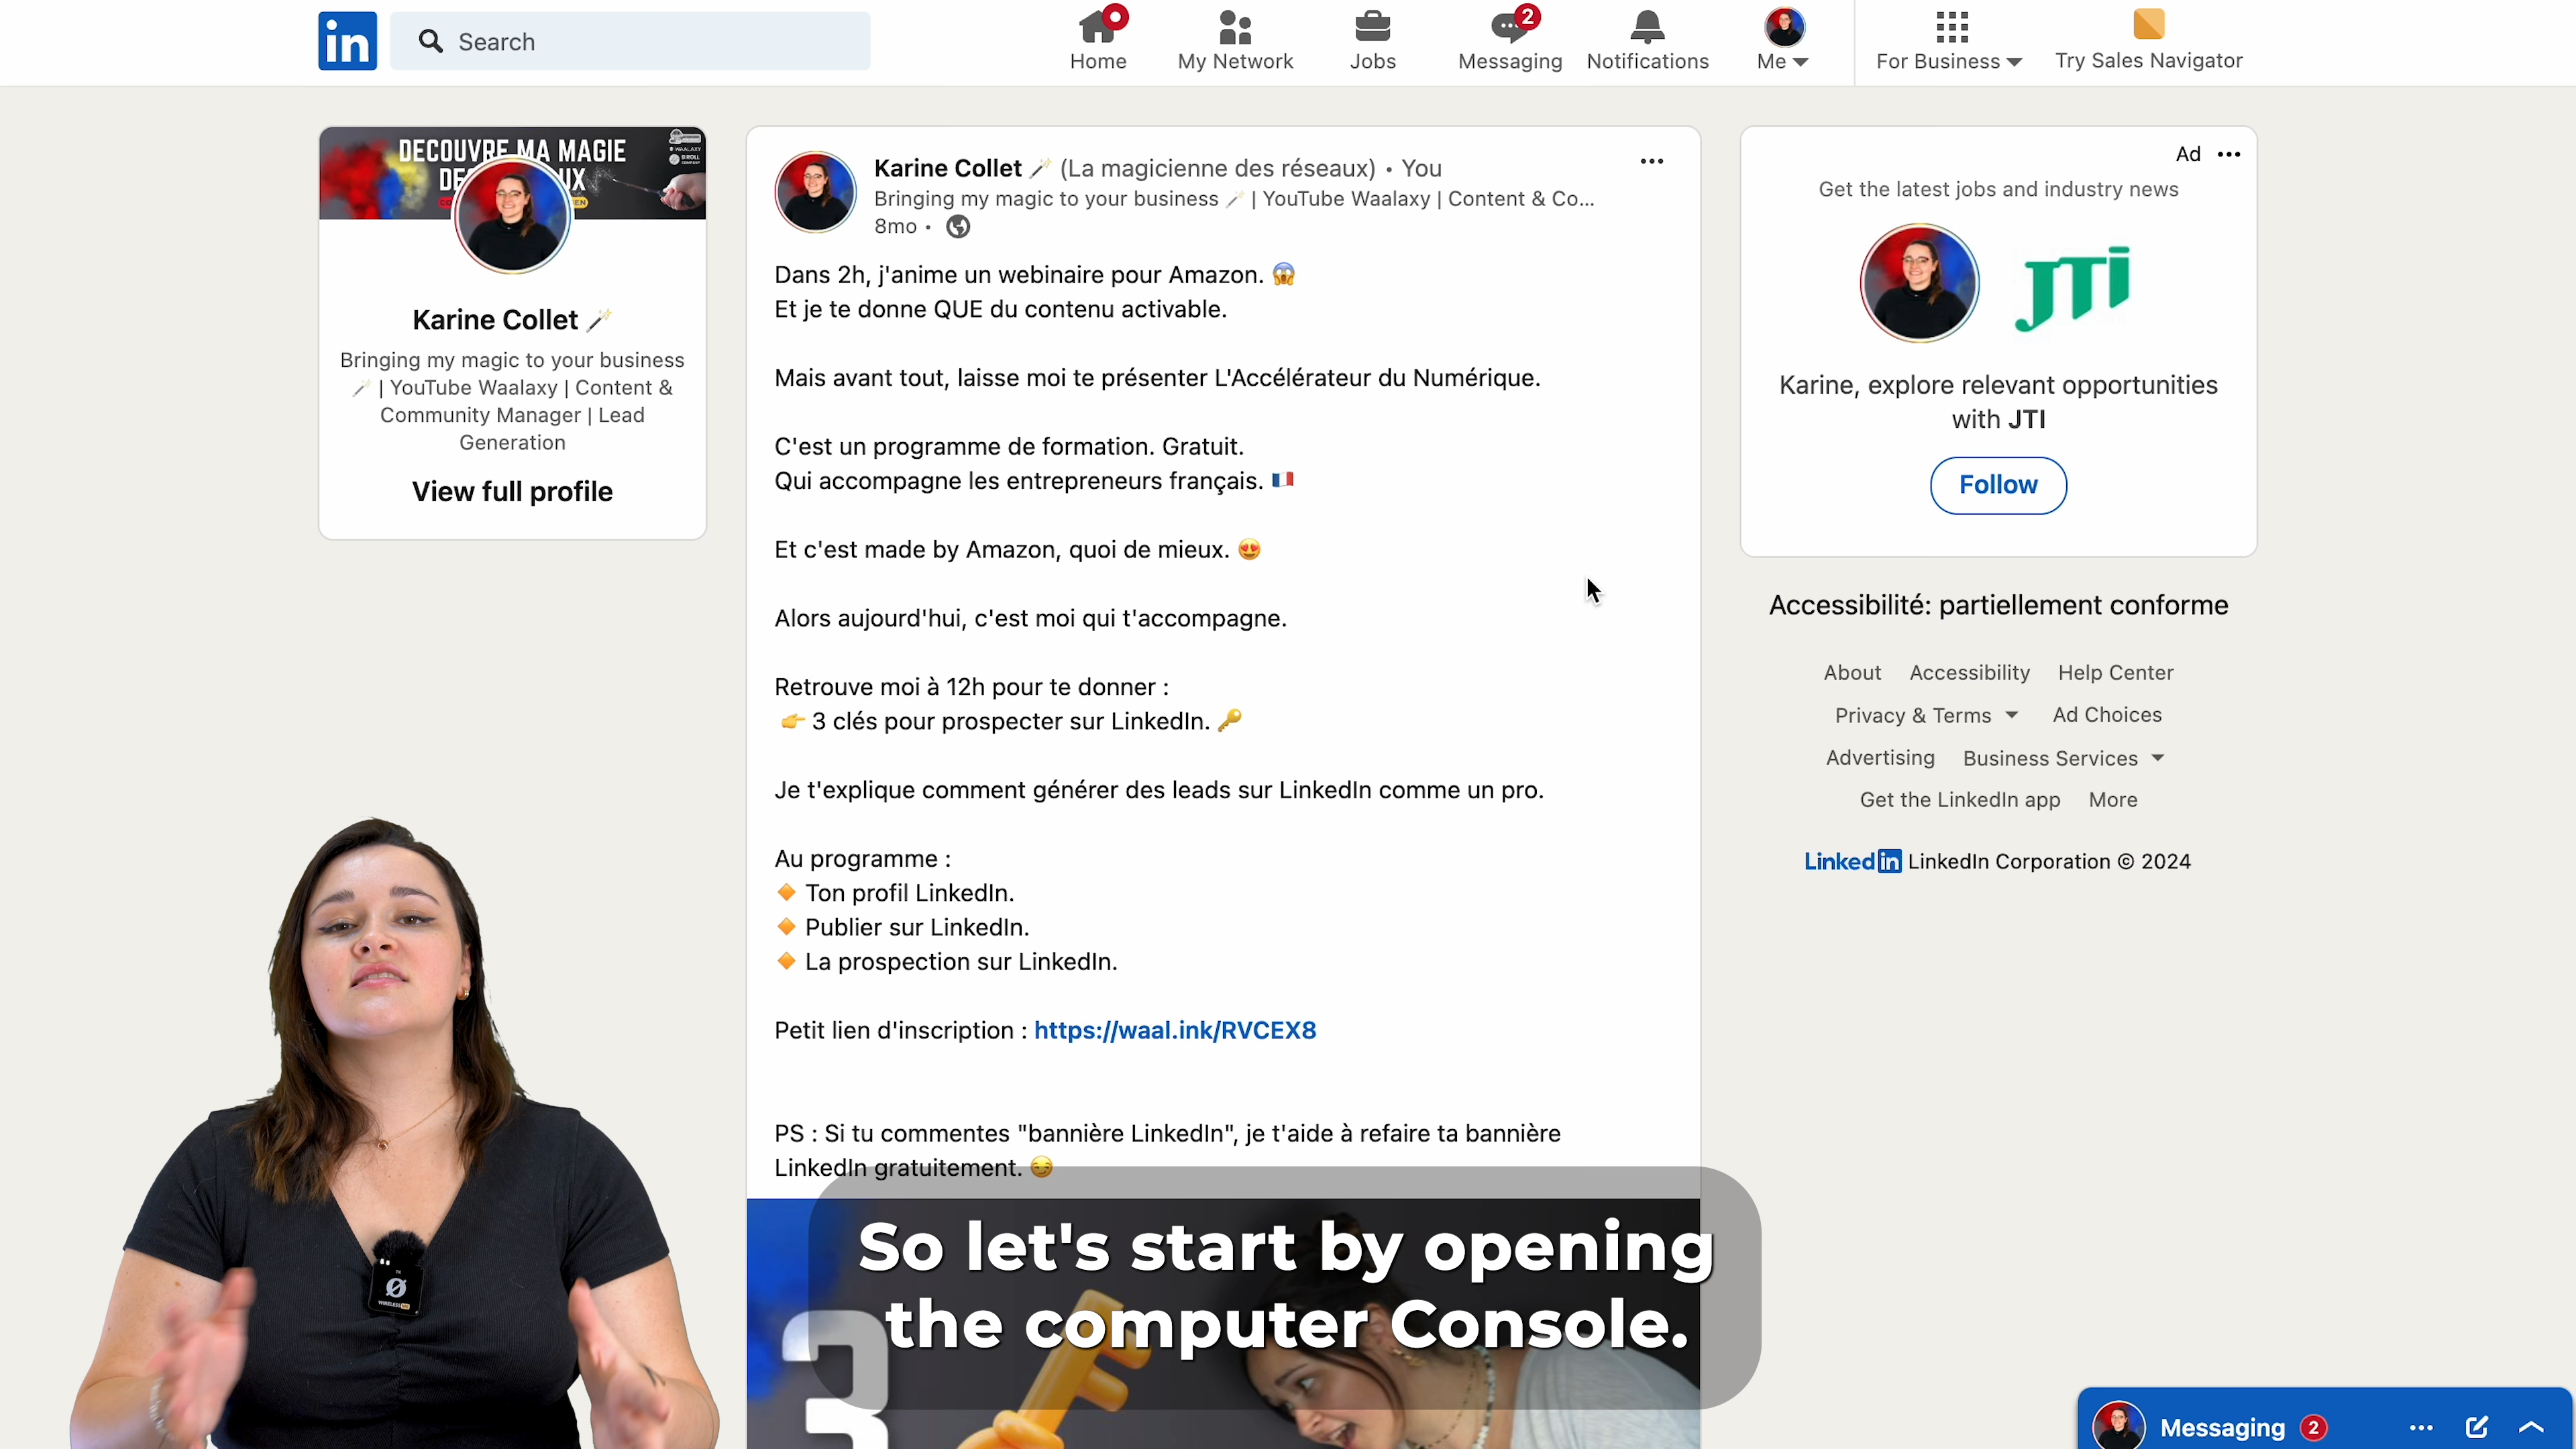 in
Search
Home
My Network
Jobs
2
Messaging
Notifications
Me
For Business
Try Sales Navigator
DECOUVRE MA MAGIE
Karine Collet
Bringing my magic to your business
| YouTube Waalaxy | Content &
Community Manager | Lead
Generation
View full profile
Karine Collet 🪄 (La magicienne des réseaux) • You
Bringing my magic to your business 🪄 | YouTube Waalaxy | Content & Co...
8mo •
Dans 2h, j'anime un webinaire pour Amazon. 😱
Et je te donne QUE du contenu activable.
Mais avant tout, laisse moi te présenter L'Accélérateur du Numérique.
C'est un programme de formation. Gratuit.
Qui accompagne les entrepreneurs français. 🇫🇷
Et c'est made by Amazon, quoi de mieux. 😍
Alors aujourd'hui, c'est moi qui t'accompagne.
Retrouve moi à 12h pour te donner :
👉 3 clés pour prospecter sur LinkedIn. 🔑
Je t'explique comment générer des leads sur LinkedIn comme un pro.
Au programme :
🔸 Ton profil LinkedIn.
🔸 Publier sur LinkedIn.
🔸 La prospection sur LinkedIn.
Petit lien d'inscription : https://waal.ink/RVCEX8
PS : Si tu commentes "bannière LinkedIn", je t'aide à refaire ta bannière
LinkedIn gratuitement. 😏
3
So let's start by opening
the computer Console.
Ad
Get the latest jobs and industry news
JTi
Karine, explore relevant opportunities
with JTI
Follow
Accessibilité: partiellement conforme
About Accessibility Help Center
Privacy & Terms Ad Choices
Advertising Business Services
Get the LinkedIn app More
Linkedin LinkedIn Corporation © 2024
Messaging 2